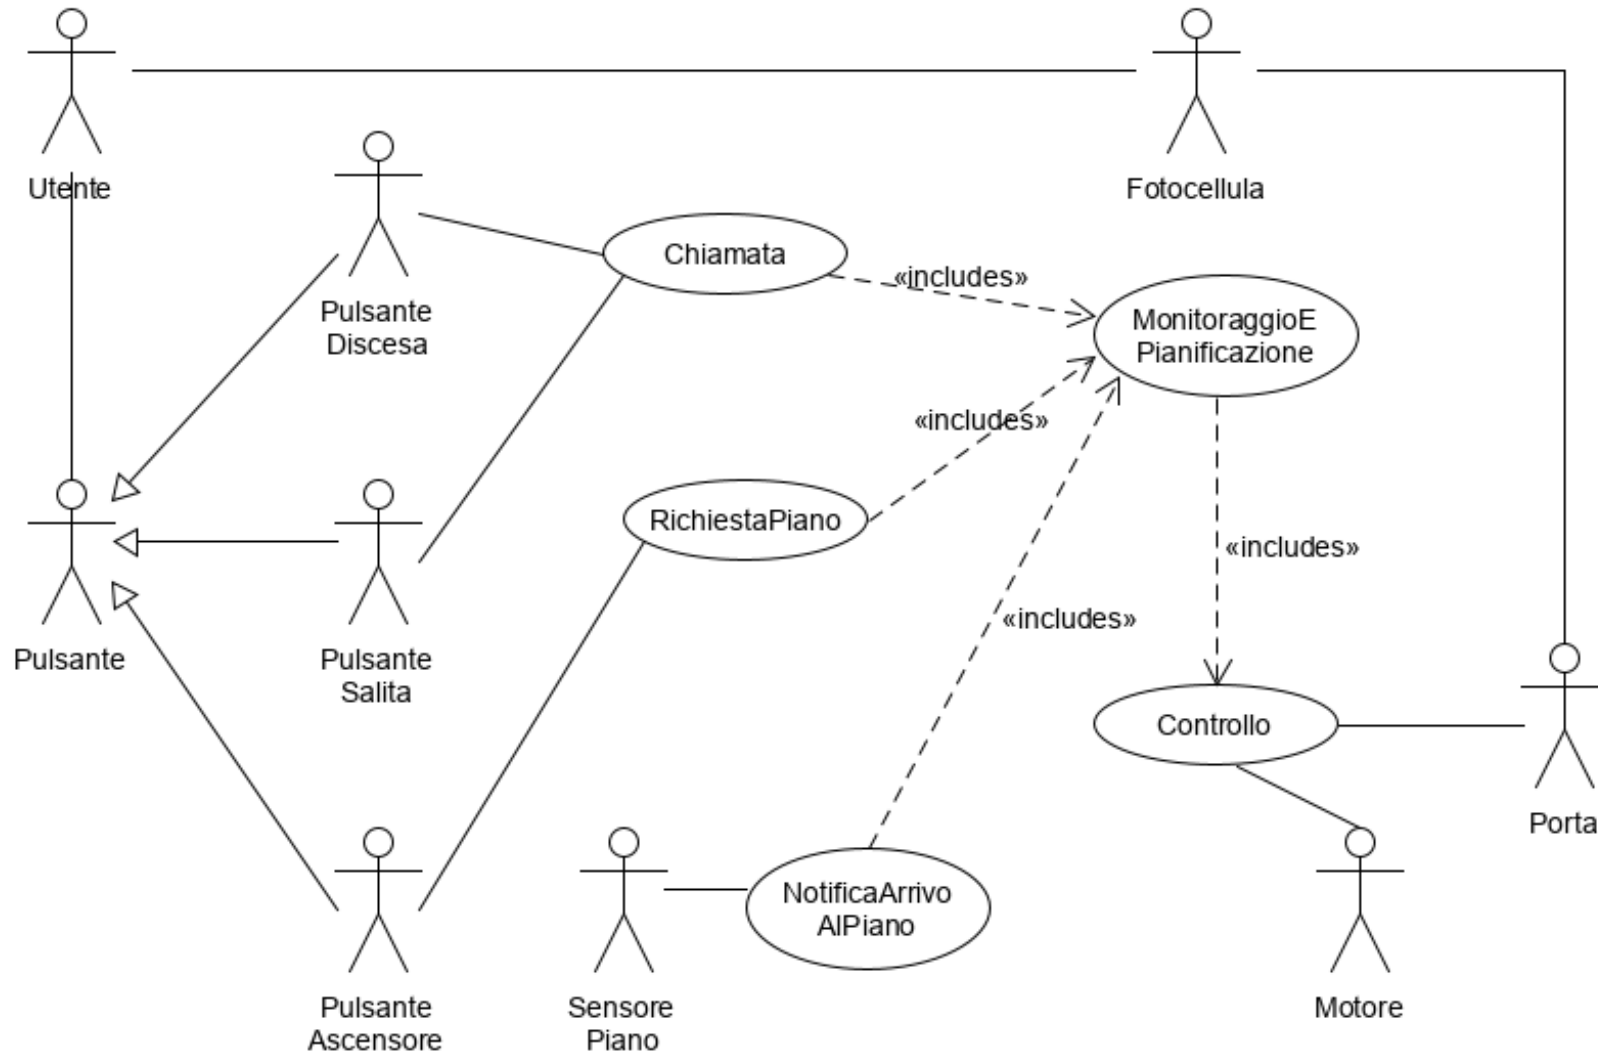 Utente
Fotocellula
Pulsante
Discesa
Chiamata
«includes»
MonitoraggioE
Pianificazione
«includes»
RichiestaPiano
«includes»
«includes»
Pulsante
Pulsante
Salita
Controllo
Porta
NotificaArrivo
AlPiano
Pulsante
Ascensore
Sensore
Piano
Motore